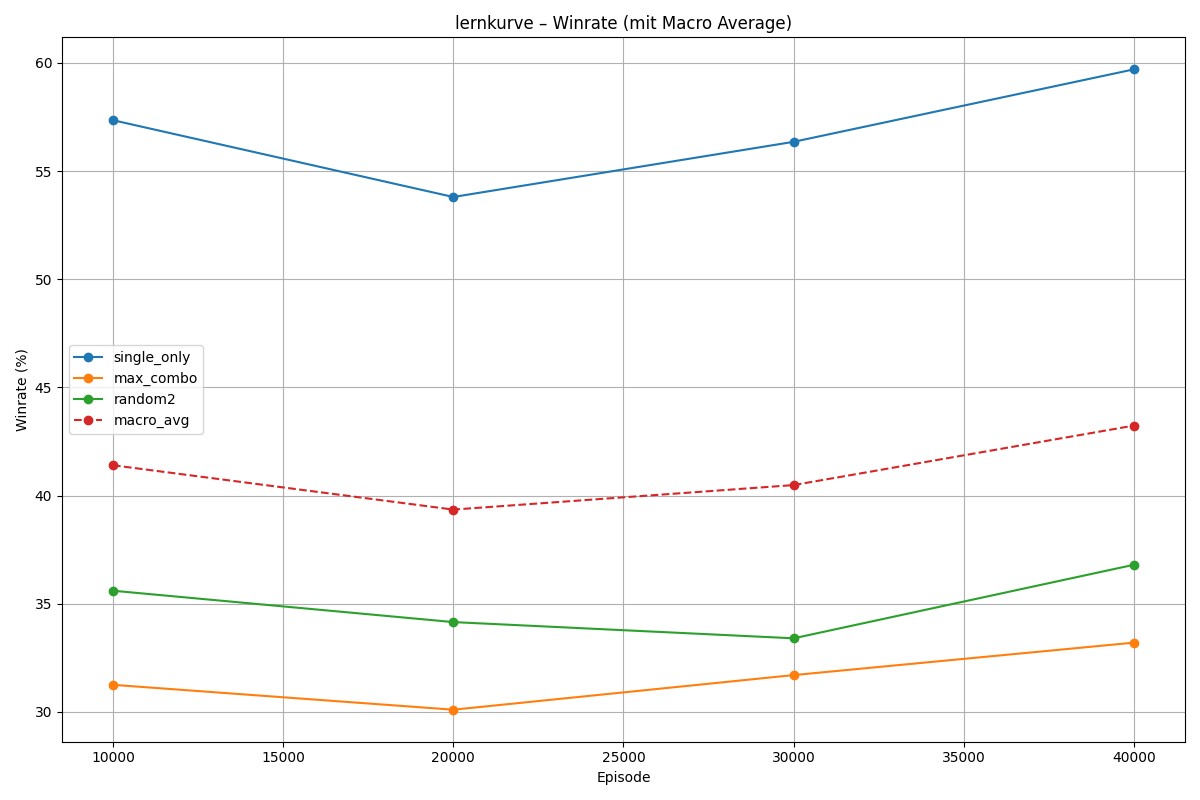 lernkurve – Winrate (mit Macro Average)
Winrate (%)
60
55
50
45
40
35
30
single_only
max_combo
random2
macro_avg
10000 15000 20000 25000 30000 35000 40000
Episode